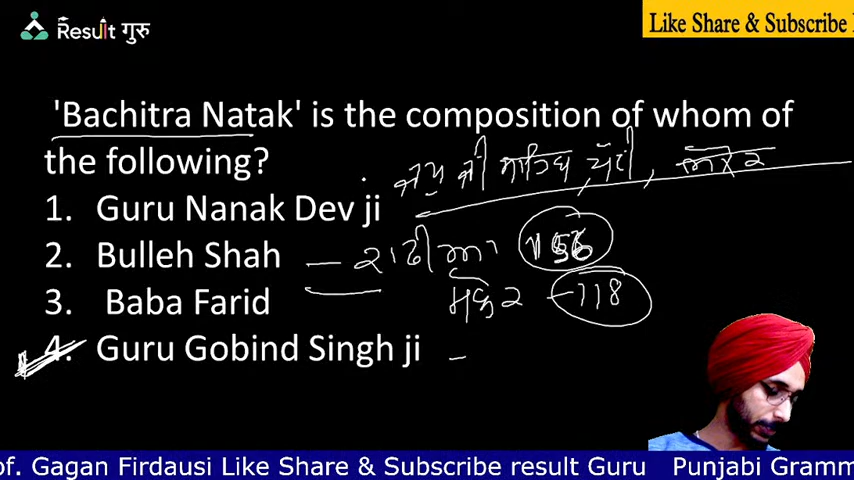 Result गुरु
Like Share & Subscribe
'Bachitra Natak' is the composition of whom of
the following?
ਜੀ ਸਾਹਿਬ
1. Guru Nanak Dev ji
2. Bulleh Shah
156
3. Baba Farid
118
4. Guru Gobind Singh ji
of. Gagan Firdausi Like Share & Subscribe result Guru Punjabi Gramm